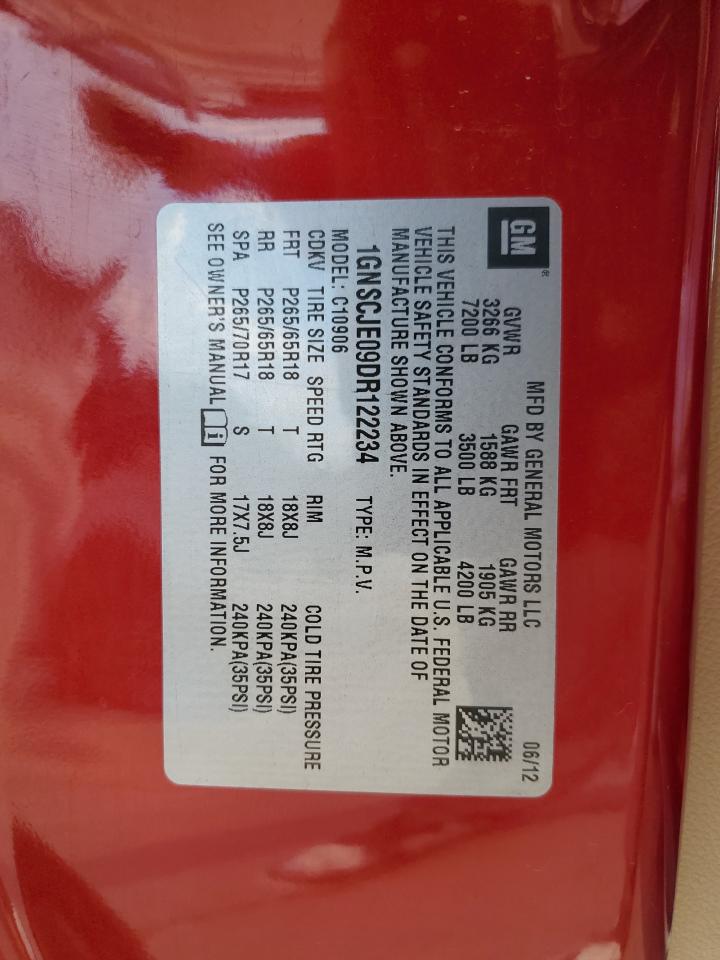 GM ®
MFD BY GENERAL MOTORS LLC 06/12
GVWR GAWR FRT GAWR RR
3266 KG 1588 KG 1905 KG
7200 LB 3500 LB 4200 LB
THIS VEHICLE CONFORMS TO ALL APPLICABLE U.S. FEDERAL MOTOR
VEHICLE SAFETY STANDARDS IN EFFECT ON THE DATE OF
MANUFACTURE SHOWN ABOVE.
1GNSCJE09DR122234 TYPE: M.P.V.
MODEL: C10906
CDKV TIRE SIZE SPEED RTG RIM COLD TIRE PRESSURE
FRT P265/65R18 T 18X8J 240KPA(35PSI)
RR P265/65R18 T 18X8J 240KPA(35PSI)
SPA P265/70R17 S 17X7.5J 240KPA(35PSI)
SEE OWNER'S MANUAL i FOR MORE INFORMATION.